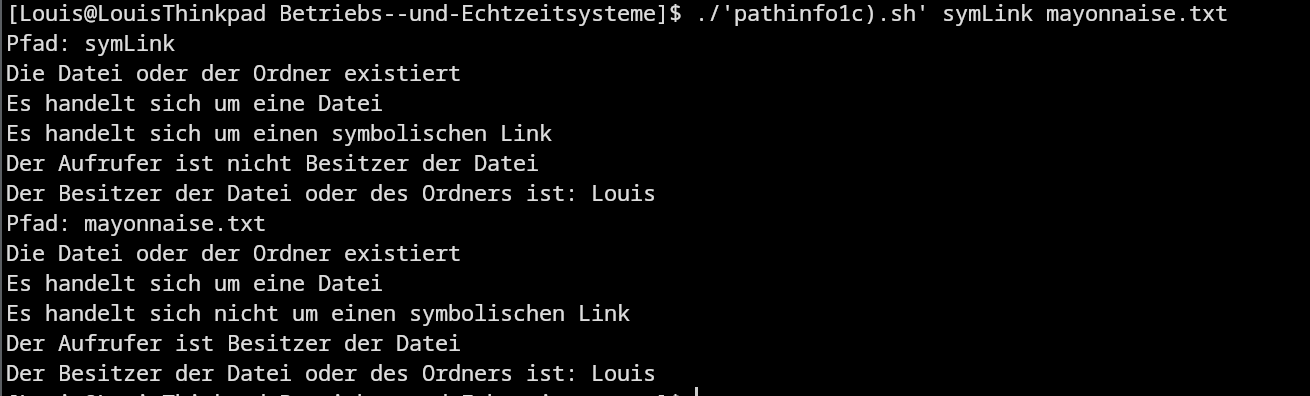 [Louis@LouisThinkpad Betriebs--und-Echtzeitsysteme]$ ./'pathinfo1c).sh' symLink mayonnaise.txt
Pfad: symLink
Die Datei oder der Ordner existiert
Es handelt sich um eine Datei
Es handelt sich um einen symbolischen Link
Der Aufrufer ist nicht Besitzer der Datei
Der Besitzer der Datei oder des Ordners ist: Louis
Pfad: mayonnaise.txt
Die Datei oder der Ordner existiert
Es handelt sich um eine Datei
Es handelt sich nicht um einen symbolischen Link
Der Aufrufer ist Besitzer der Datei
Der Besitzer der Datei oder des Ordners ist: Louis